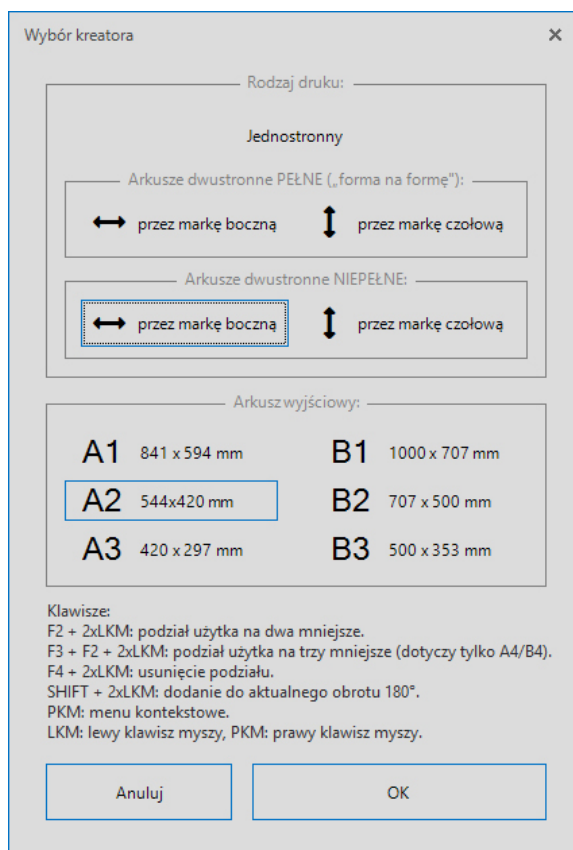 Wybór kreatora
Rodzaj druku:
Jednostronny
Arkusze dwustronne PEŁNE („forma na formę"):
przez markę boczną przez markę czołową
Arkusze dwustronne NIEPEŁNE:
przez markę boczną przez markę czołową
Arkusz wyjściowy:
A1 841 x 594 mm B1 1000 x 707 mm
A2 544x420 mm B2 707 x 500 mm
A3 420 x 297 mm B3 500 x 353 mm
Klawisze:
F2 + 2xLKM: podział użytka na dwa mniejsze.
F3 + F2 + 2xLKM: podział użytka na trzy mniejsze (dotyczy tylko A4/B4).
F4 + 2xLKM: usunięcie podziału.
SHIFT + 2xLKM: dodanie do aktualnego obrotu 180°.
PKM: menu kontekstowe.
LKM: lewy klawisz myszy, PKM: prawy klawisz myszy.
Anuluj OK